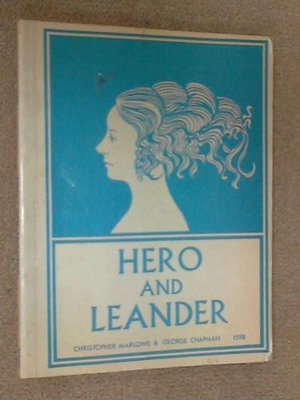 HERO
AND
LEANDER
CHRISTOPHER MARLOWE & GEORGE CHAPMAN 1598